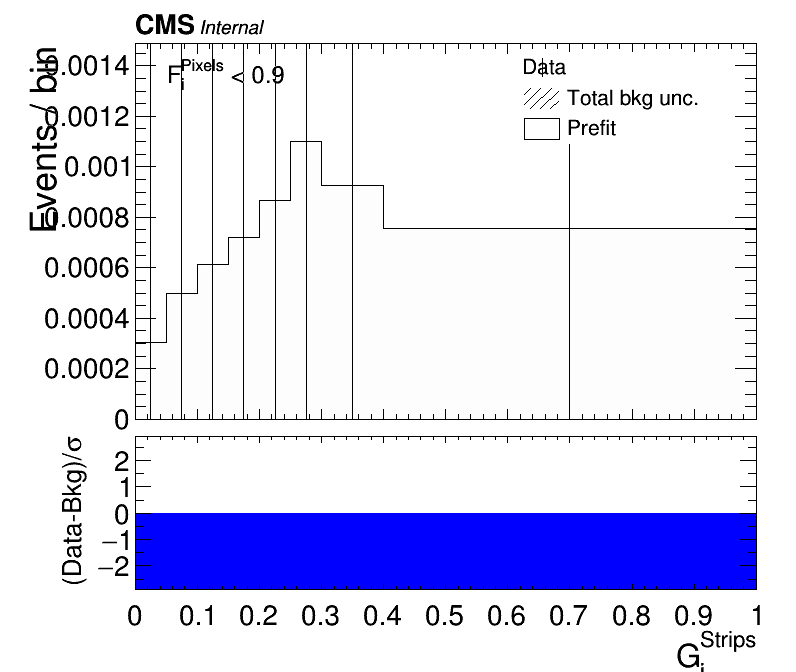 CMS Internal
Events / bin
F_i^Pixels < 0.9
Data
Total bkg unc.
Prefit
0.0014
0.0012
0.001
0.0008
0.0006
0.0004
0.0002
0
(Data-Bkg)/σ
2
1
0
−1
−2
0 0.1 0.2 0.3 0.4 0.5 0.6 0.7 0.8 0.9 1
G_i^Strips